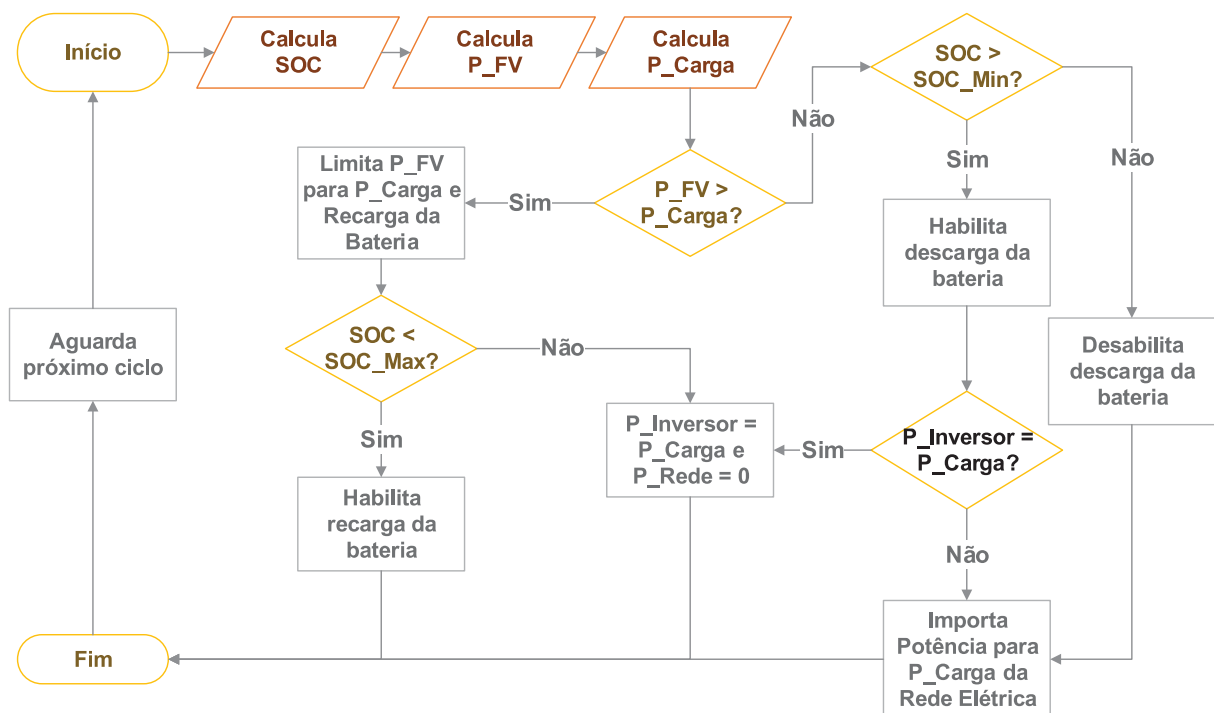 Início
Calcula
SOC
Calcula
P_FV
Calcula
P_Carga
SOC >
SOC_Min?
Não
Sim
Não
Limita P_FV
para P_Carga e
Recarga da
Bateria
Sim
P_FV >
P_Carga?
Habilita
descarga da
bateria
Aguarda
próximo ciclo
SOC <
SOC_Max?
Não
Desabilita
descarga da
bateria
Sim
P_Inversor =
P_Carga e
P_Rede = 0
Sim
P_Inversor =
P_Carga?
Habilita
recarga da
bateria
Não
Fim
Importa
Potência para
P_Carga da
Rede Elétrica